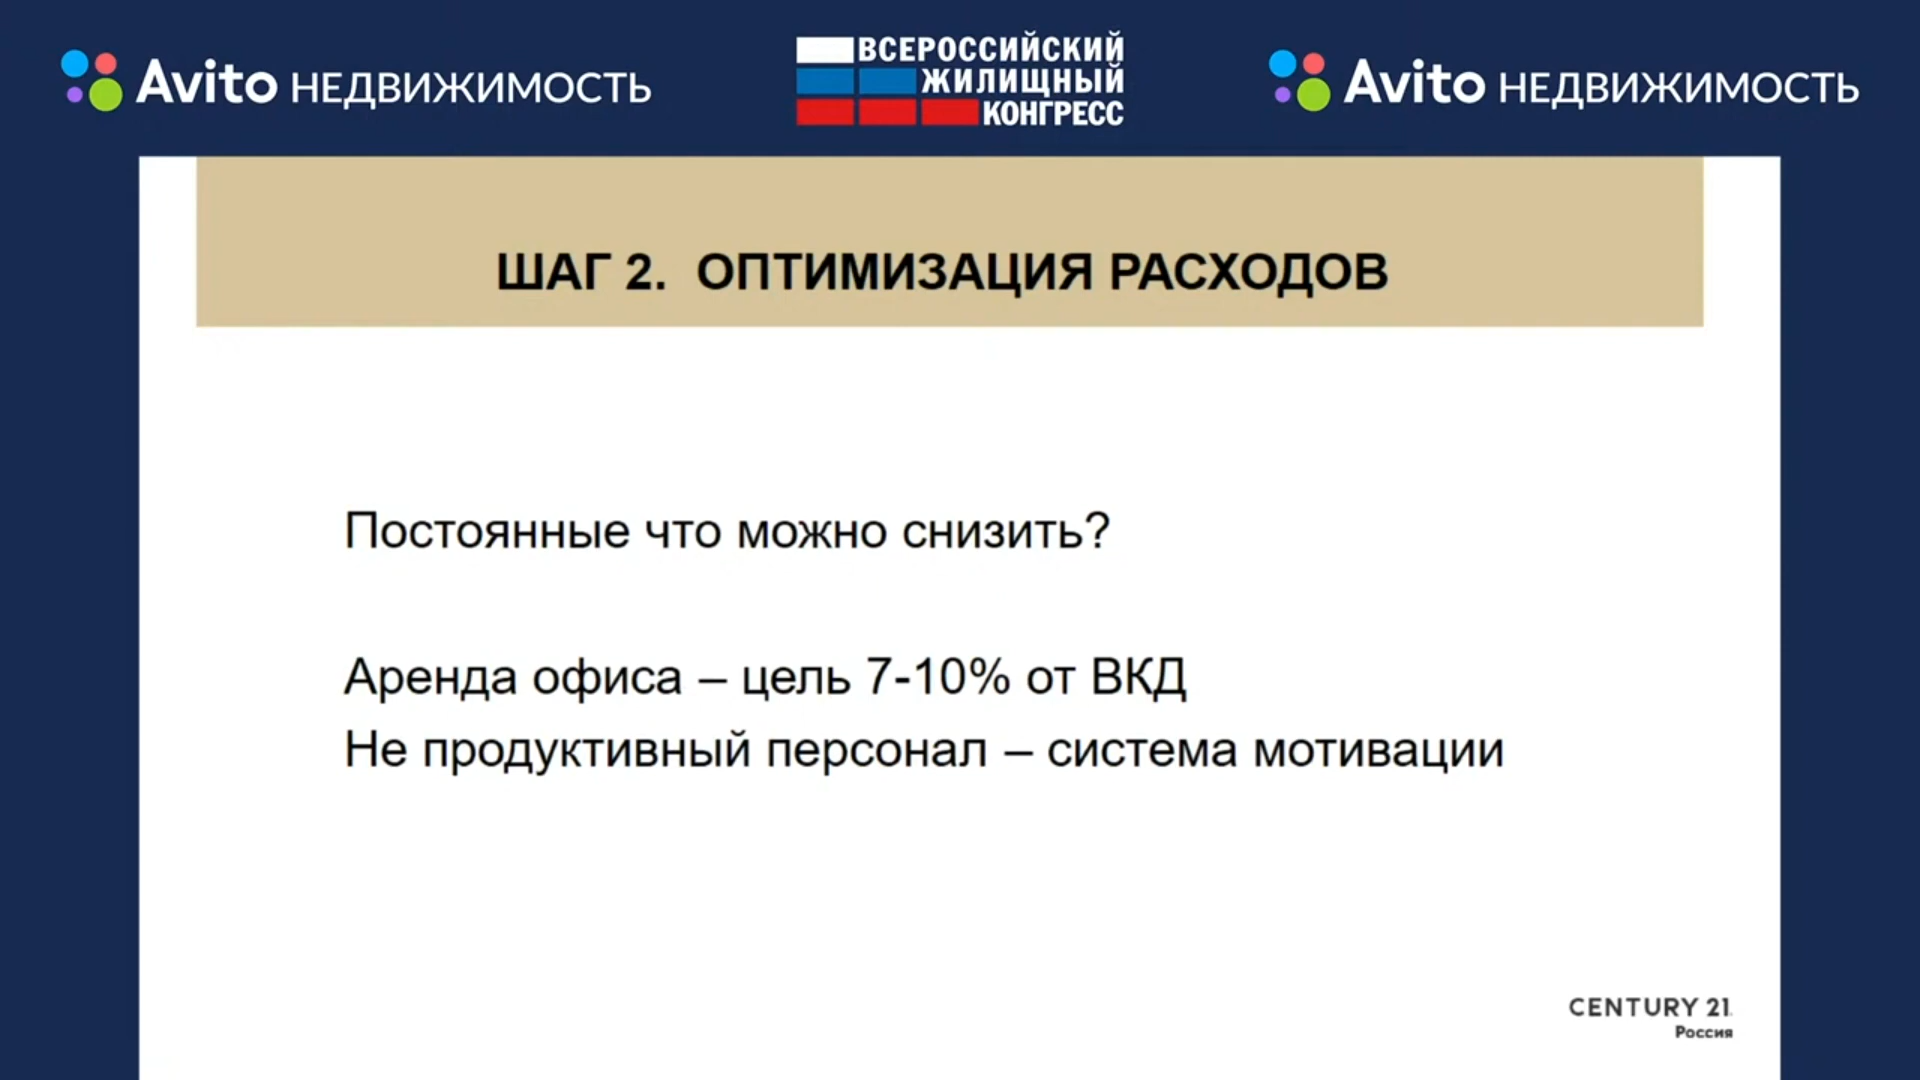 Avito НЕДВИЖИМОСТЬ
ВСЕРОССИЙСКИЙ
ЖИЛИЩНЫЙ
КОНГРЕСС
Avito НЕДВИЖИМОСТЬ
ШАГ 2. ОПТИМИЗАЦИЯ РАСХОДОВ
Постоянные что можно снизить?
Аренда офиса – цель 7-10% от ВКД
Не продуктивный персонал – система мотивации
CENTURY 21
Россия